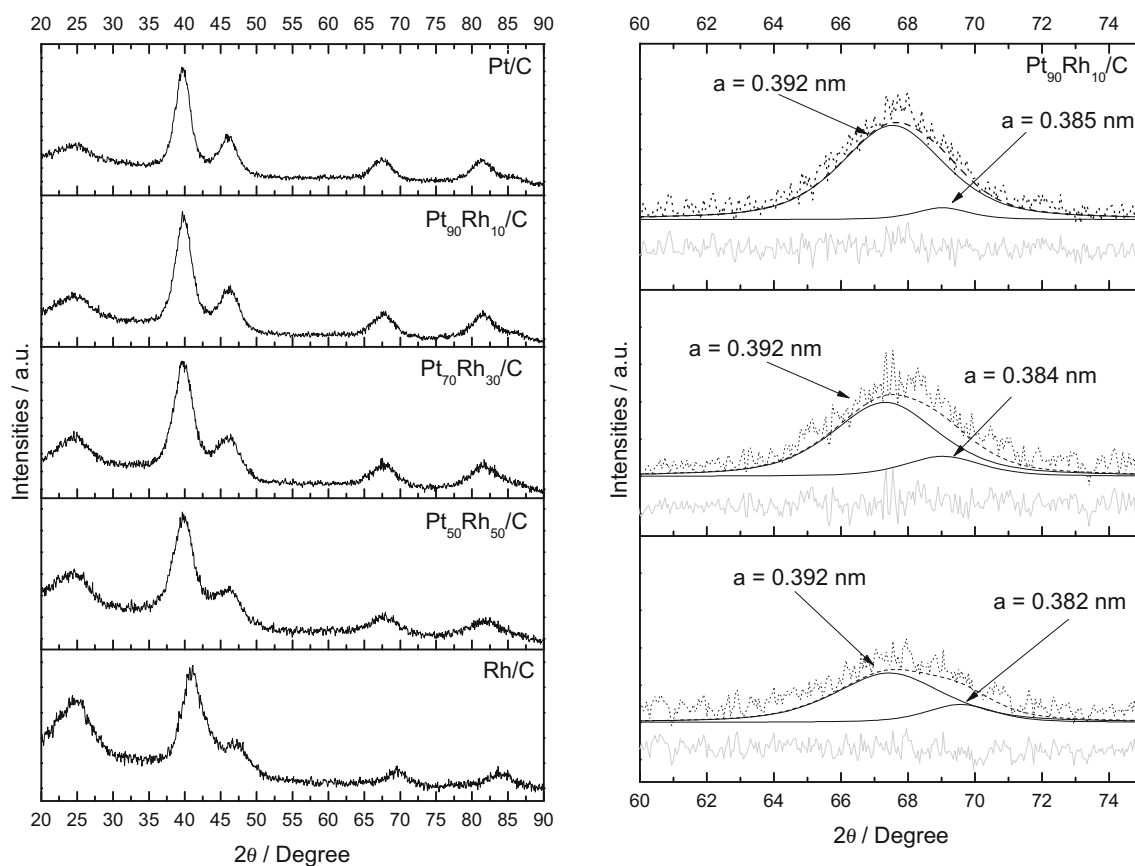 20 25 30 35 40 45 50 55 60 65 70 75 80 85 90
Pt/C
Pt90Rh10/C
Pt70Rh30/C
Pt50Rh50/C
Rh/C
Intensities / a.u.
20 25 30 35 40 45 50 55 60 65 70 75 80 85 90
2θ / Degree
60 62 64 66 68 70 72 74
Pt90Rh10/C
a = 0.392 nm
a = 0.385 nm
a = 0.392 nm
a = 0.384 nm
a = 0.392 nm
a = 0.382 nm
Intensities / a.u.
60 62 64 66 68 70 72 74
2θ / Degree